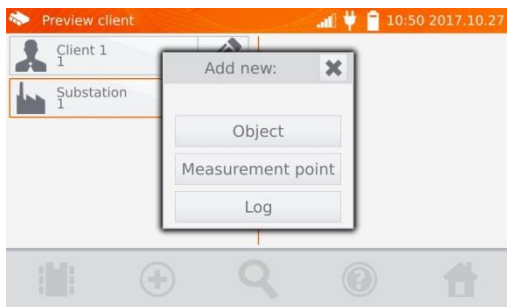 Preview client
10:50 2017.10.27
Client 1
1
Substation
1
Add new:
Object
Measurement point
Log